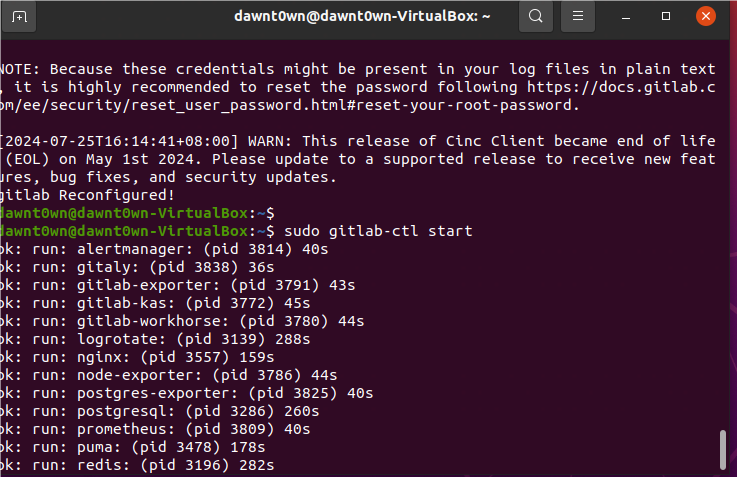 dawnt0wn@dawnt0wn-VirtualBox: ~
NOTE: Because these credentials might be present in your log files in plain text
, it is highly recommended to reset the password following https://docs.gitlab.c
om/ee/security/reset_user_password.html#reset-your-root-password.
[2024-07-25T16:14:41+08:00] WARN: This release of Cinc Client became end of life
(EOL) on May 1st 2024. Please update to a supported release to receive new feat
ures, bug fixes, and security updates.
gitlab Reconfigured!
dawnt0wn@dawnt0wn-VirtualBox:~$
dawnt0wn@dawnt0wn-VirtualBox:~$ sudo gitlab-ctl start
ok: run: alertmanager: (pid 3814) 40s
ok: run: gitaly: (pid 3838) 36s
ok: run: gitlab-exporter: (pid 3791) 43s
ok: run: gitlab-kas: (pid 3772) 45s
ok: run: gitlab-workhorse: (pid 3780) 44s
ok: run: logrotate: (pid 3139) 288s
ok: run: nginx: (pid 3557) 159s
ok: run: node-exporter: (pid 3786) 44s
ok: run: postgres-exporter: (pid 3825) 40s
ok: run: postgresql: (pid 3286) 260s
ok: run: prometheus: (pid 3809) 40s
ok: run: puma: (pid 3478) 178s
ok: run: redis: (pid 3196) 282s